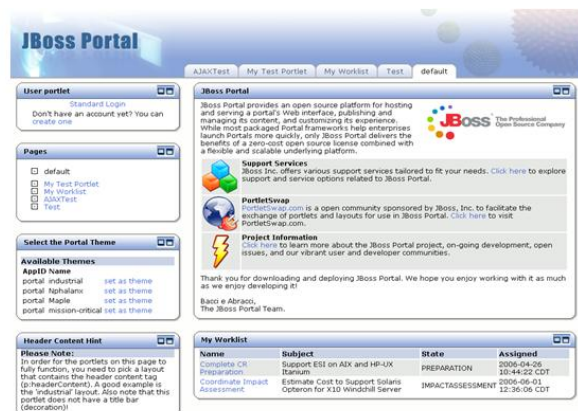 JBoss Portal
AJAXTest
My Test Portlet
My Worklist
Test
default
User portlet
Standard Login
Don't have an account yet? You can
create one
Pages
default
My Test Portlet
My Worklist
AJAXTest
Test
Select the Portal Theme
Available Themes
AppID Name
portal industrial set as theme
portal Nphalanx set as theme
portal Maple set as theme
portal mission-critical set as theme
Header Content Hint
Please Note:
In order for the portlets on this page to
fully function, you need to pick a layout
that contains the header content tag
(p:headerContent). A good example is
the 'industrial' layout. Also note that this
portlet does not have a title bar
(decoration)!
JBoss Portal
JBoss Portal provides an open source platform for hosting
and serving a portal's Web interface, publishing and
managing its content, and customizing its experience.
While most packaged Portal frameworks help enterprises
launch Portals more quickly, only JBoss Portal delivers the
benefits of a zero-cost open source license combined with
a flexible and scalable underlying platform.
JBoss The Professional
Open Source Company
Support Services
JBoss Inc. offers various support services tailored to fit your needs. Click here to explore
support and service options related to JBoss Portal.
PortletSwap
PortletSwap.com is a open community sponsored by JBoss, Inc. to facilitate the
exchange of portlets and layouts for use in JBoss Portal. Click here to visit
PortletSwap.com.
Project Information
Click here to learn more about the JBoss Portal project, on-going development, open
issues, and our vibrant user and developer communities.
Thank you for downloading and deploying JBoss Portal. We hope you enjoy working with it as much
as we enjoy developing it!
Bacci e Abracci,
The JBoss Portal Team.
My Worklist
Name Subject State Assigned
Complete CR
Preparation
Support ESI on AIX and HP-UX
Itanium
PREPARATION
2006-04-26
10:44:22 CDT
Coordinate Impact
Assessment
Estimate Cost to Support Solaris
Opteron for X10 Windchill Server
IMPACTASSESSMENT
2006-06-01
12:36:06 CDT